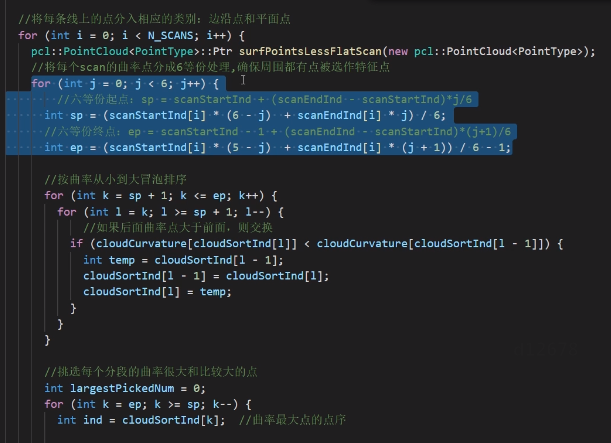 //将每条线上的点分入相应的类别：边沿点和平面点
for (int i = 0; i < N_SCANS; i++) {
pcl::PointCloud<PointType>::Ptr surfPointsLessFlatScan(new pcl::PointCloud<PointType>);
//将每个scan的曲率点分成6等份处理,确保周围都有点被选作特征点
for (int j = 0; j < 6; j++) {
//六等份起点：sp = scanStartInd + (scanEndInd - scanStartInd)*j/6
int sp = (scanStartInd[i] * (6 - j)  + scanEndInd[i] * j) / 6;
//六等份终点：ep = scanStartInd - 1 + (scanEndInd - scanStartInd)*(j+1)/6
int ep = (scanStartInd[i] * (5 - j)  + scanEndInd[i] * (j + 1)) / 6 - 1;
//按曲率从小到大冒泡排序
for (int k = sp + 1; k <= ep; k++) {
for (int l = k; l >= sp + 1; l--) {
//如果后面曲率点大于前面，则交换
if (cloudCurvature[cloudSortInd[l]] < cloudCurvature[cloudSortInd[l - 1]]) {
int temp = cloudSortInd[l - 1];
cloudSortInd[l - 1] = cloudSortInd[l];
cloudSortInd[l] = temp;
}
}
}
//挑选每个分段的曲率很大和比较大的点
int largestPickedNum = 0;
for (int k = ep; k >= sp; k--) {
int ind = cloudSortInd[k];  //曲率最大点的点序